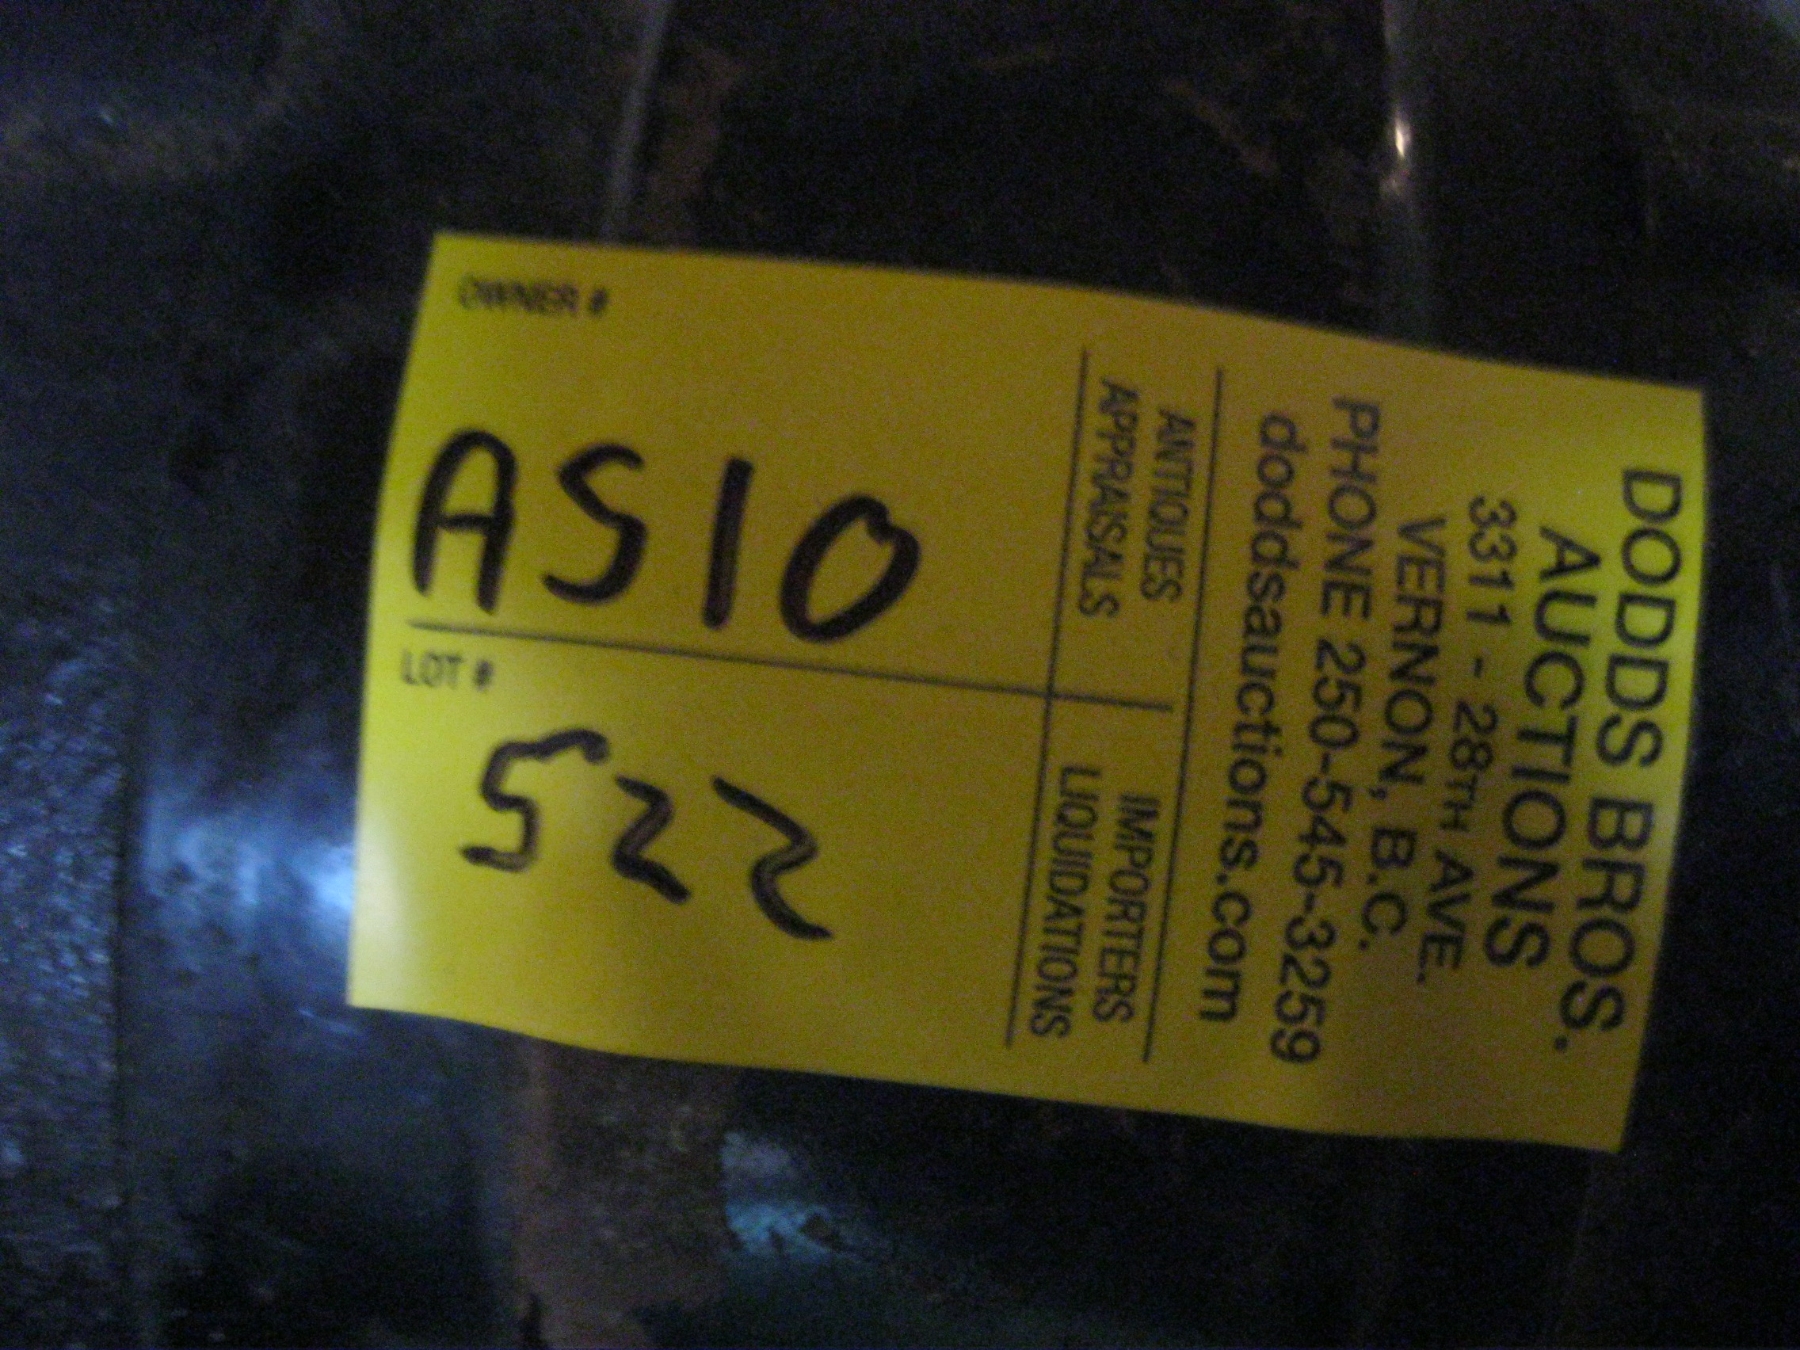 DODDS BROS.
AUCTIONS
3311 - 28TH AVE.
VERNON, B.C.
PHONE 250-545-3259
doddsauctions.com
ANTIQUES
APPRAISALS
IMPORTERS
LIQUIDATIONS
OWNER #
AS10
LOT #
522